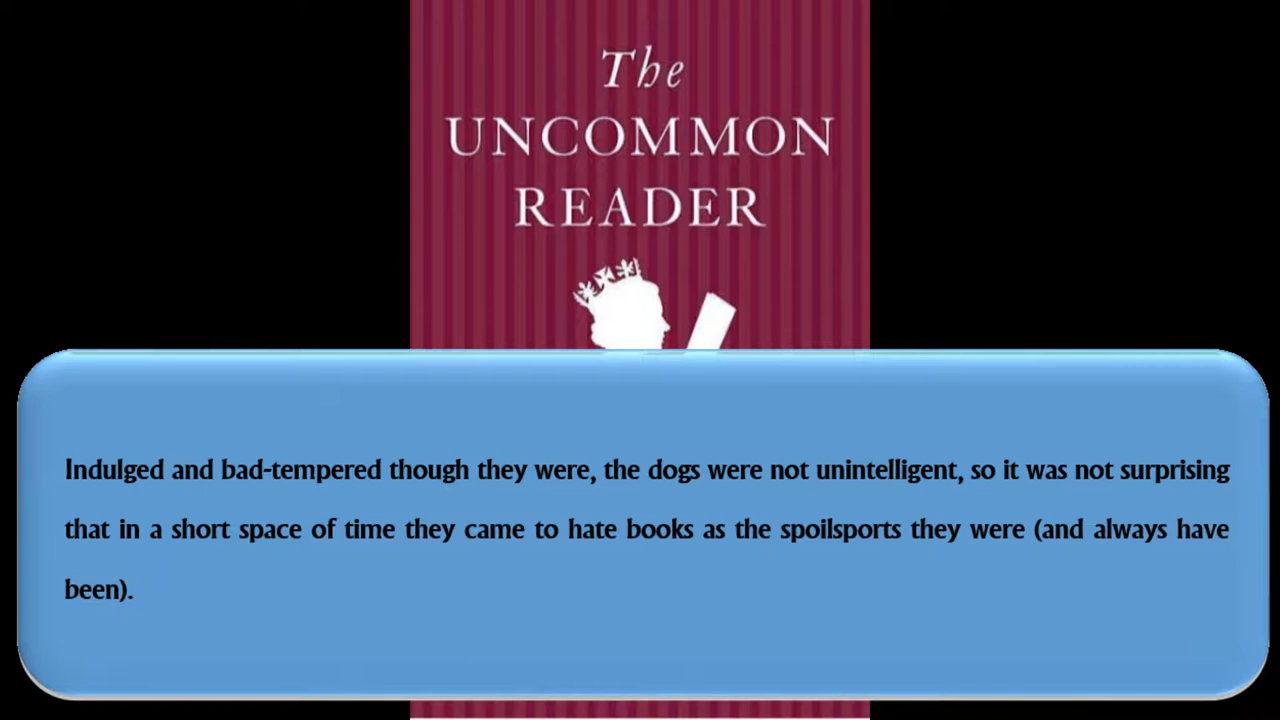 The
UNCOMMON
READER
Indulged and bad-tempered though they were, the dogs were not unintelligent, so it was not surprising
that in a short space of time they came to hate books as the spoilsports they were (and always have
been).